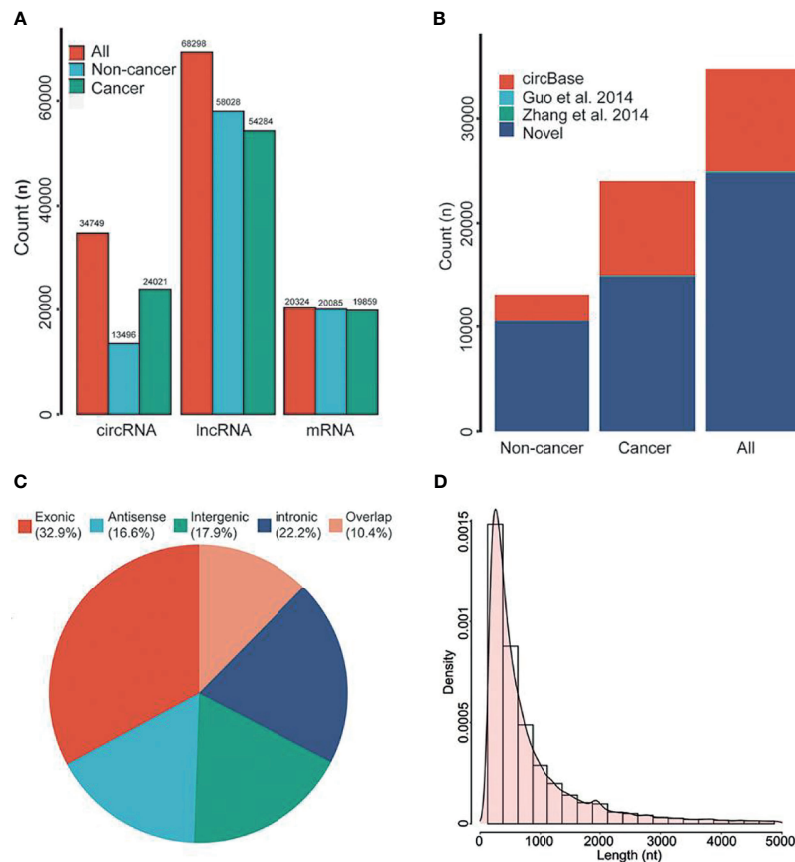 A
Count (n)
0
20000
40000
60000
All
Non-cancer
Cancer
34749
13496
24021
68298
58028
54284
20324
20085
19859
circRNA
lncRNA
mRNA
B
Count (n)
0
10000
20000
30000
circBase
Guo et al. 2014
Zhang et al. 2014
Novel
Non-cancer
Cancer
All
C
Exonic (32.9%)
Antisense (16.6%)
Intergenic (17.9%)
intronic (22.2%)
Overlap (10.4%)
D
Density
0
0.0005
0.001
0.0015
0
1000
2000
3000
4000
5000
Length (nt)